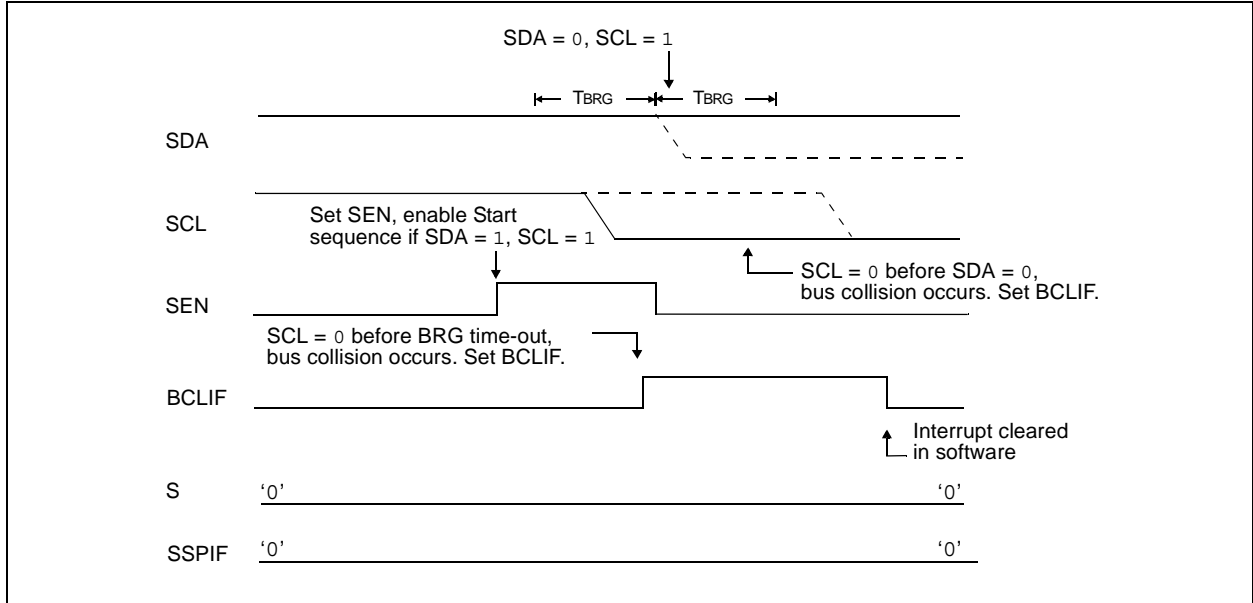 SDA = 0, SCL = 1
TBRG TBRG
SDA
SCL
Set SEN, enable Start
sequence if SDA = 1, SCL = 1
SCL = 0 before SDA = 0,
bus collision occurs. Set BCLIF.
SEN
SCL = 0 before BRG time-out,
bus collision occurs. Set BCLIF.
BCLIF
Interrupt cleared
in software
S ‘0’ ‘0’
SSPIF ‘0’ ‘0’